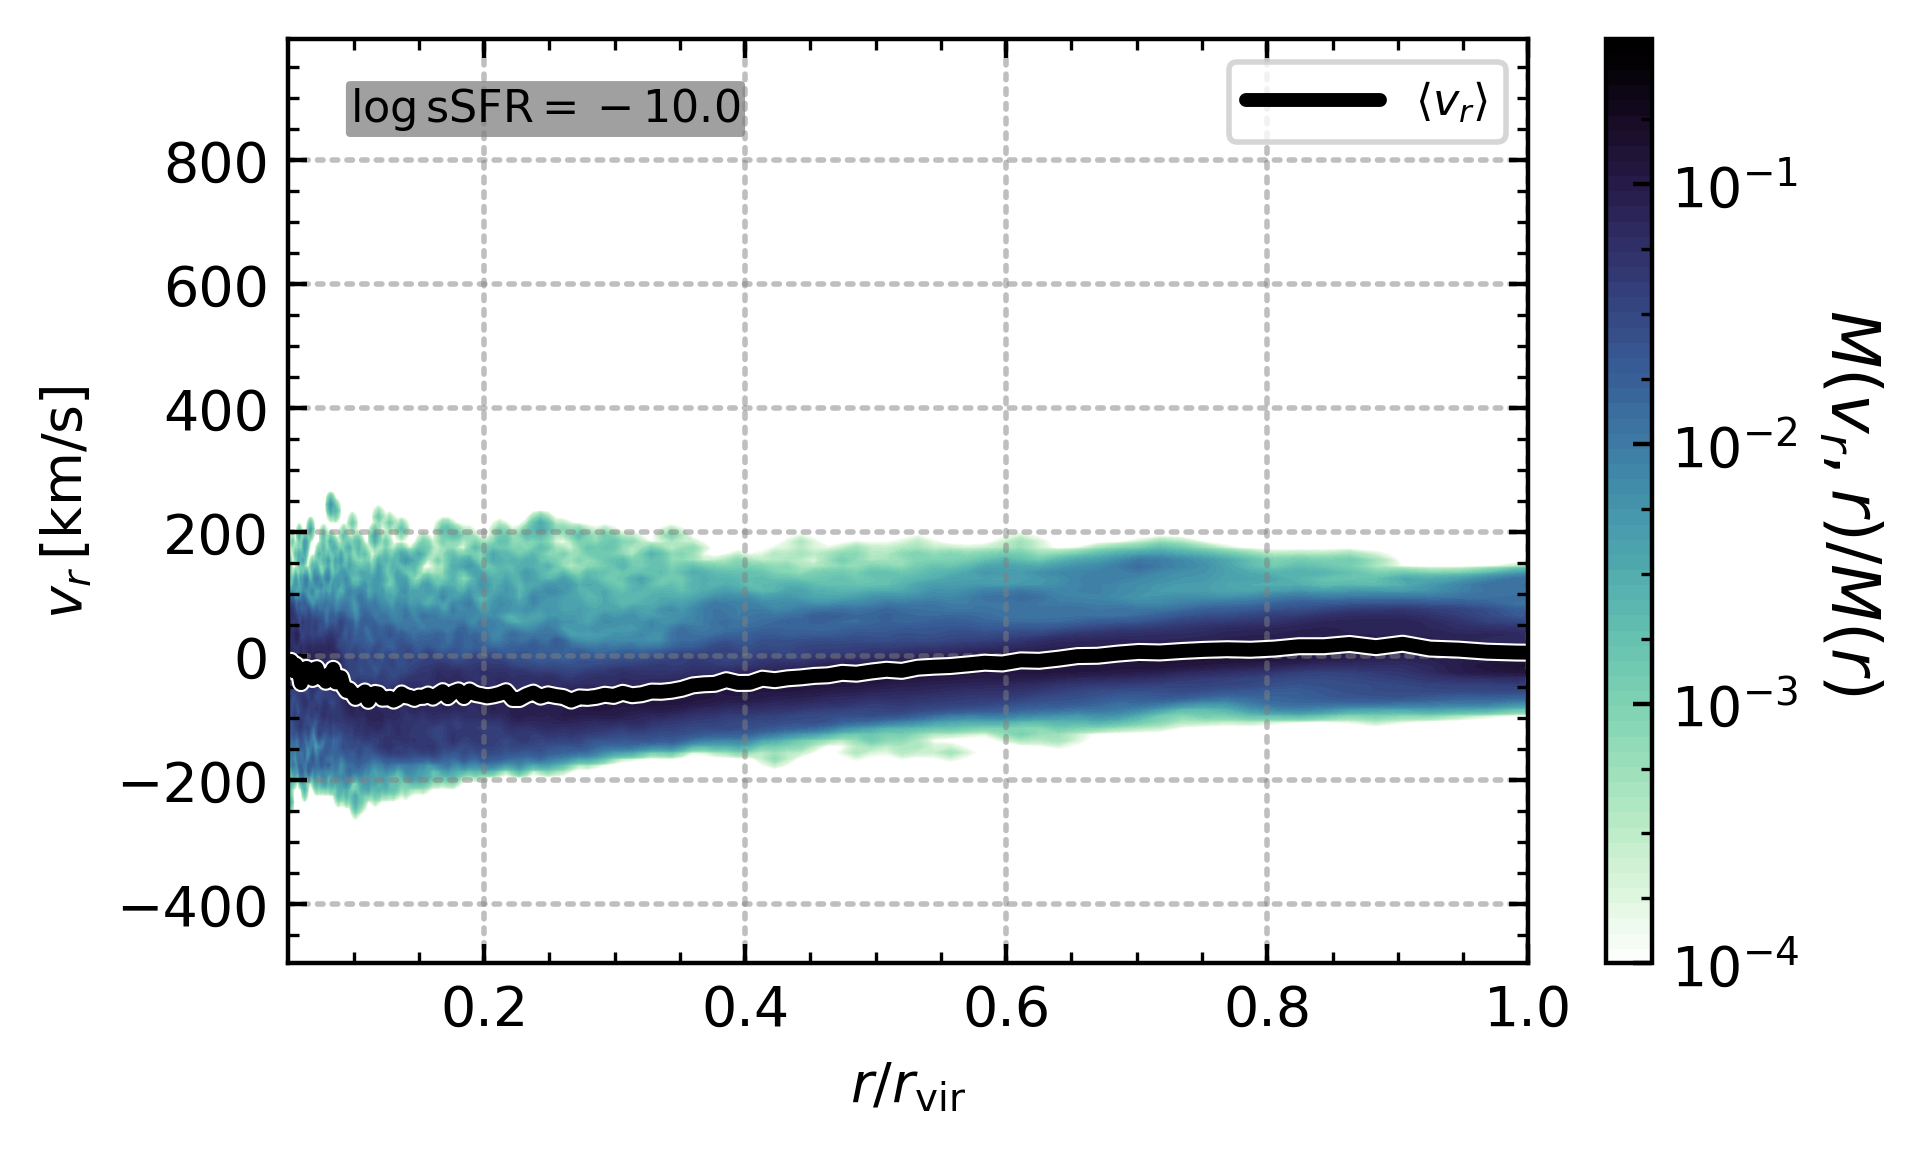 log sSFR = −10.0
⟨v_r⟩
800
600
400
200
0
−200
−400
v_r [km/s]
0.2 0.4 0.6 0.8 1.0
r/r_vir
10^{−1}
10^{−2}
10^{−3}
10^{−4}
M(v_r, r)/M(r)